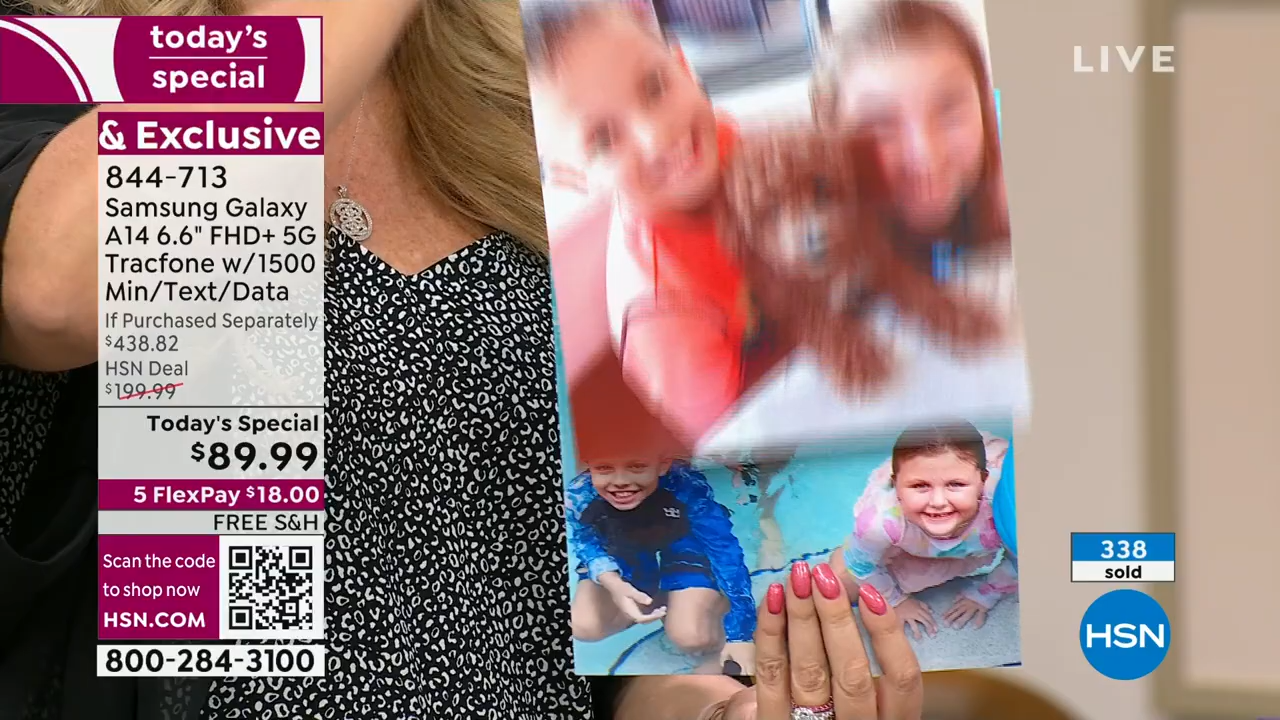 today's
special
& Exclusive
844-713
Samsung Galaxy
A14 6.6" FHD+ 5G
Tracfone w/1500
Min/Text/Data
If Purchased Separately
$438.82
HSN Deal
$199.99
Today's Special
$89.99
5 FlexPay $18.00
FREE S&H
Scan the code
to shop now
HSN.COM
800-284-3100
LIVE
338
sold
HSN